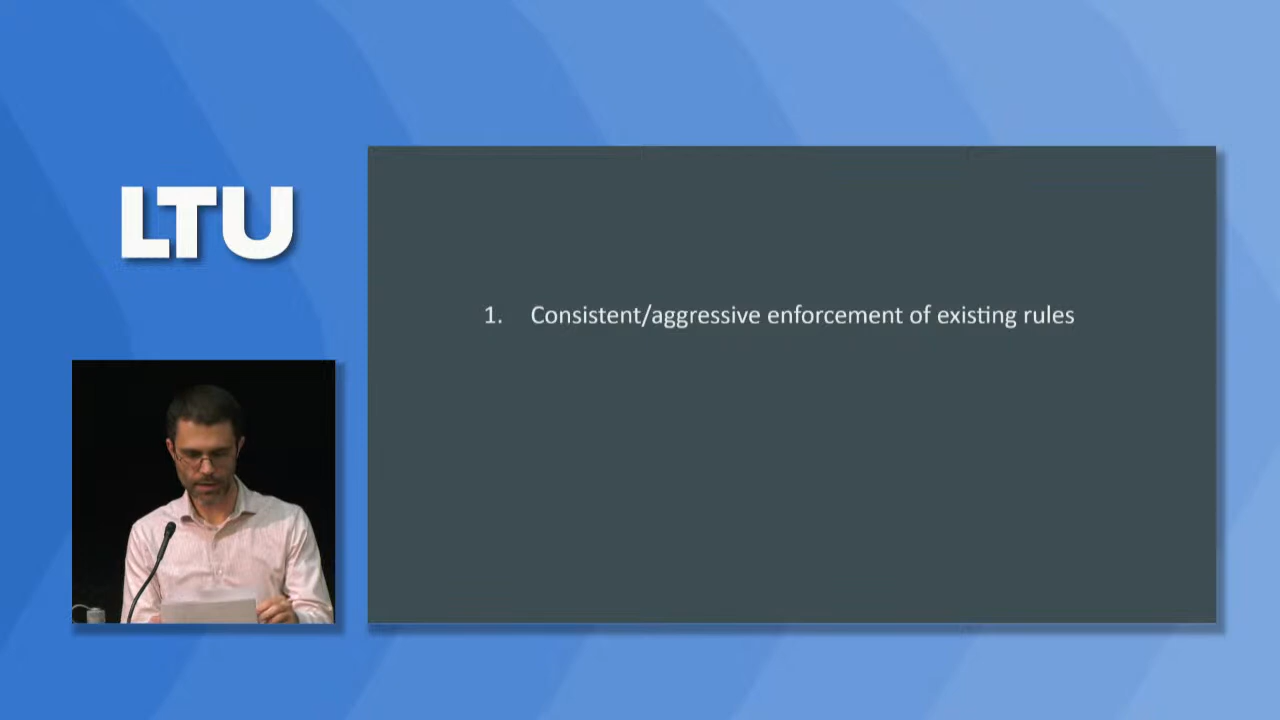 LTU
1. Consistent/aggressive enforcement of existing rules